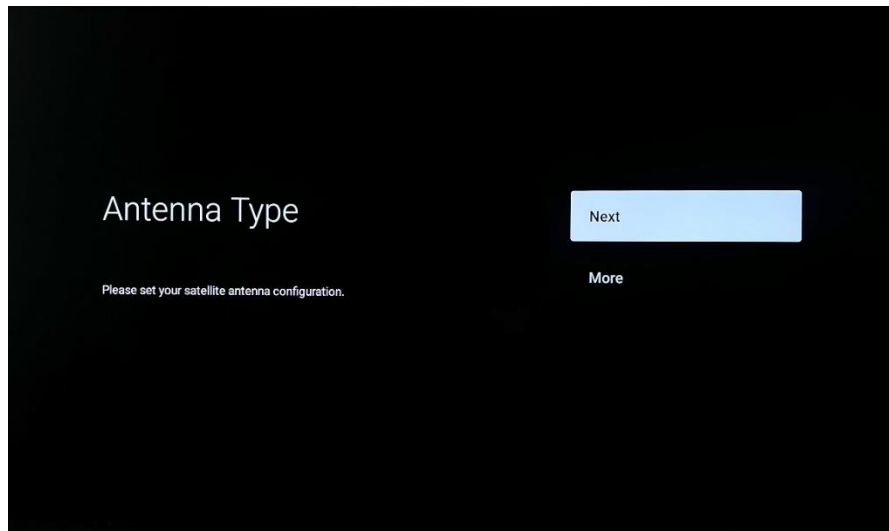 Antenna Type
Please set your satellite antenna configuration.
Next
More